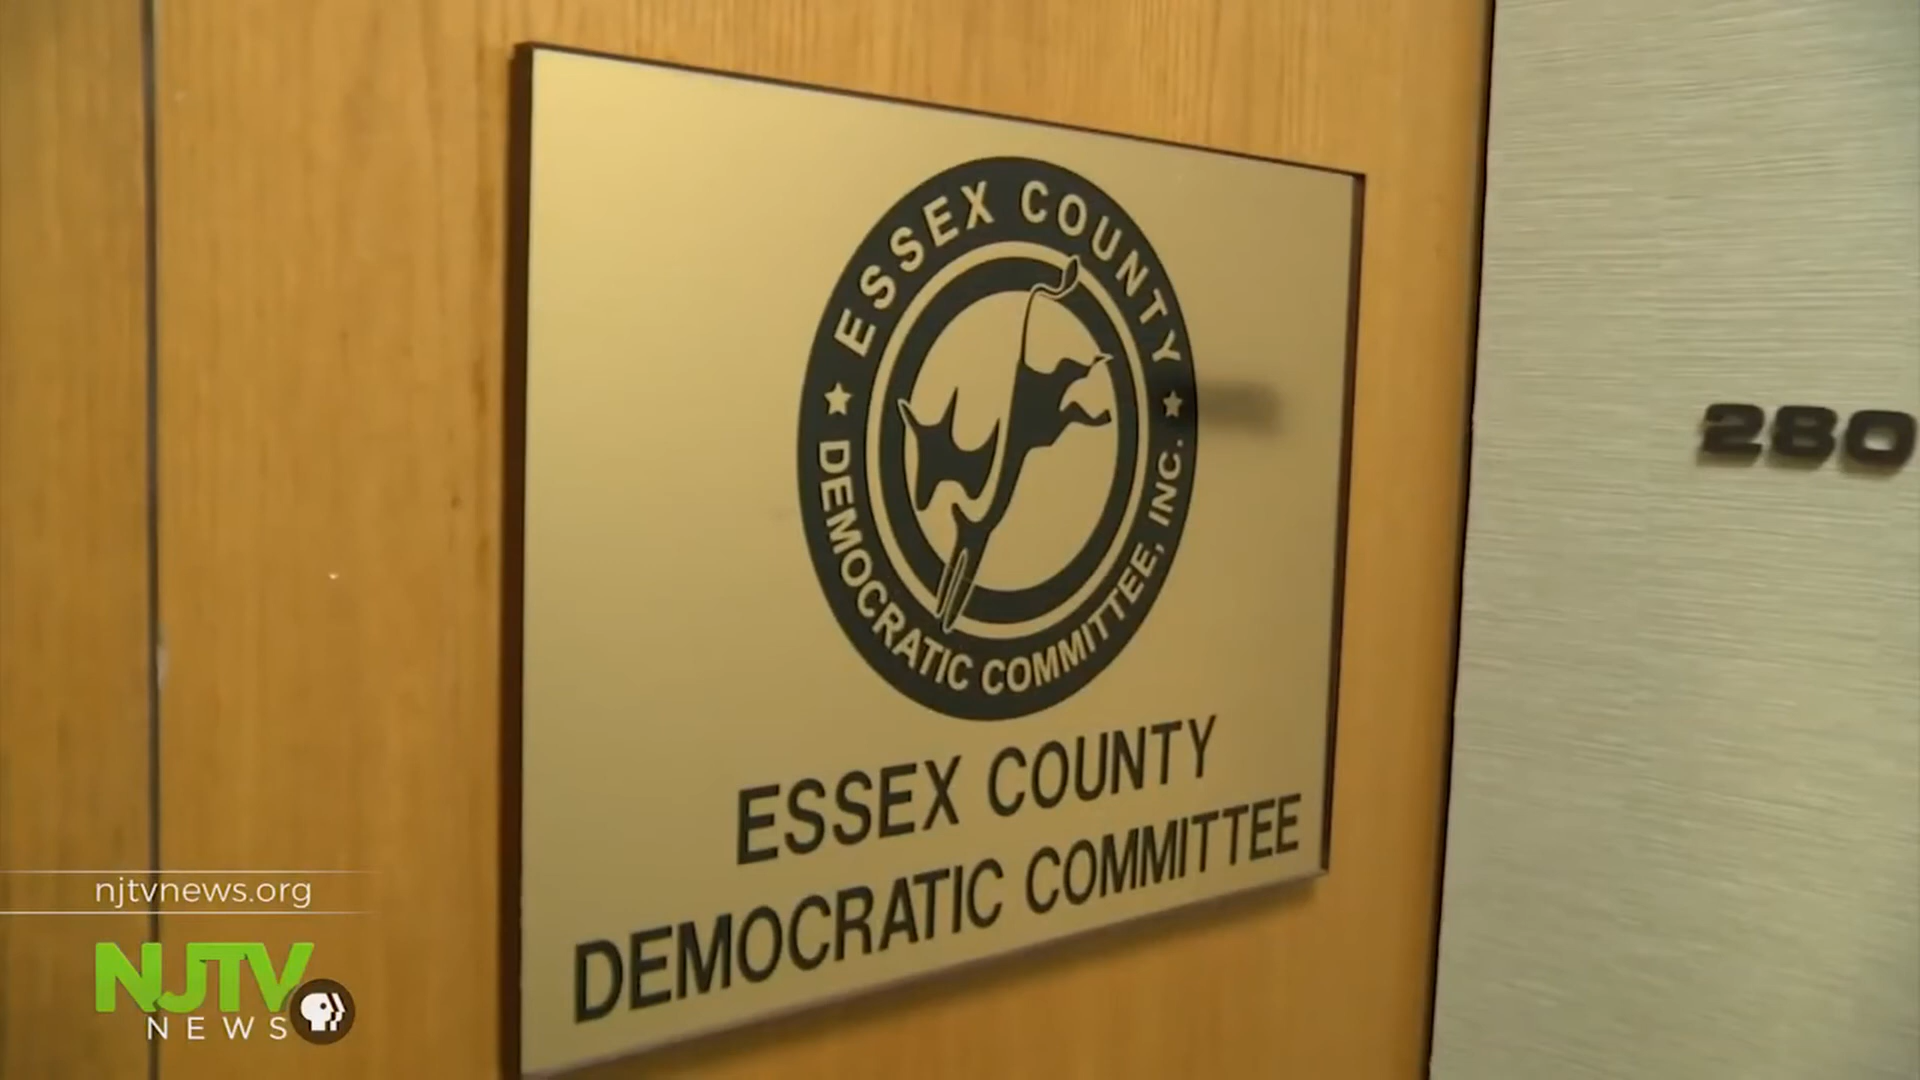 ESSEX COUNTY
DEMOCRATIC COMMITTEE, INC.
280
ESSEX COUNTY
DEMOCRATIC COMMITTEE
njtvnews.org
NJTV
NEWS